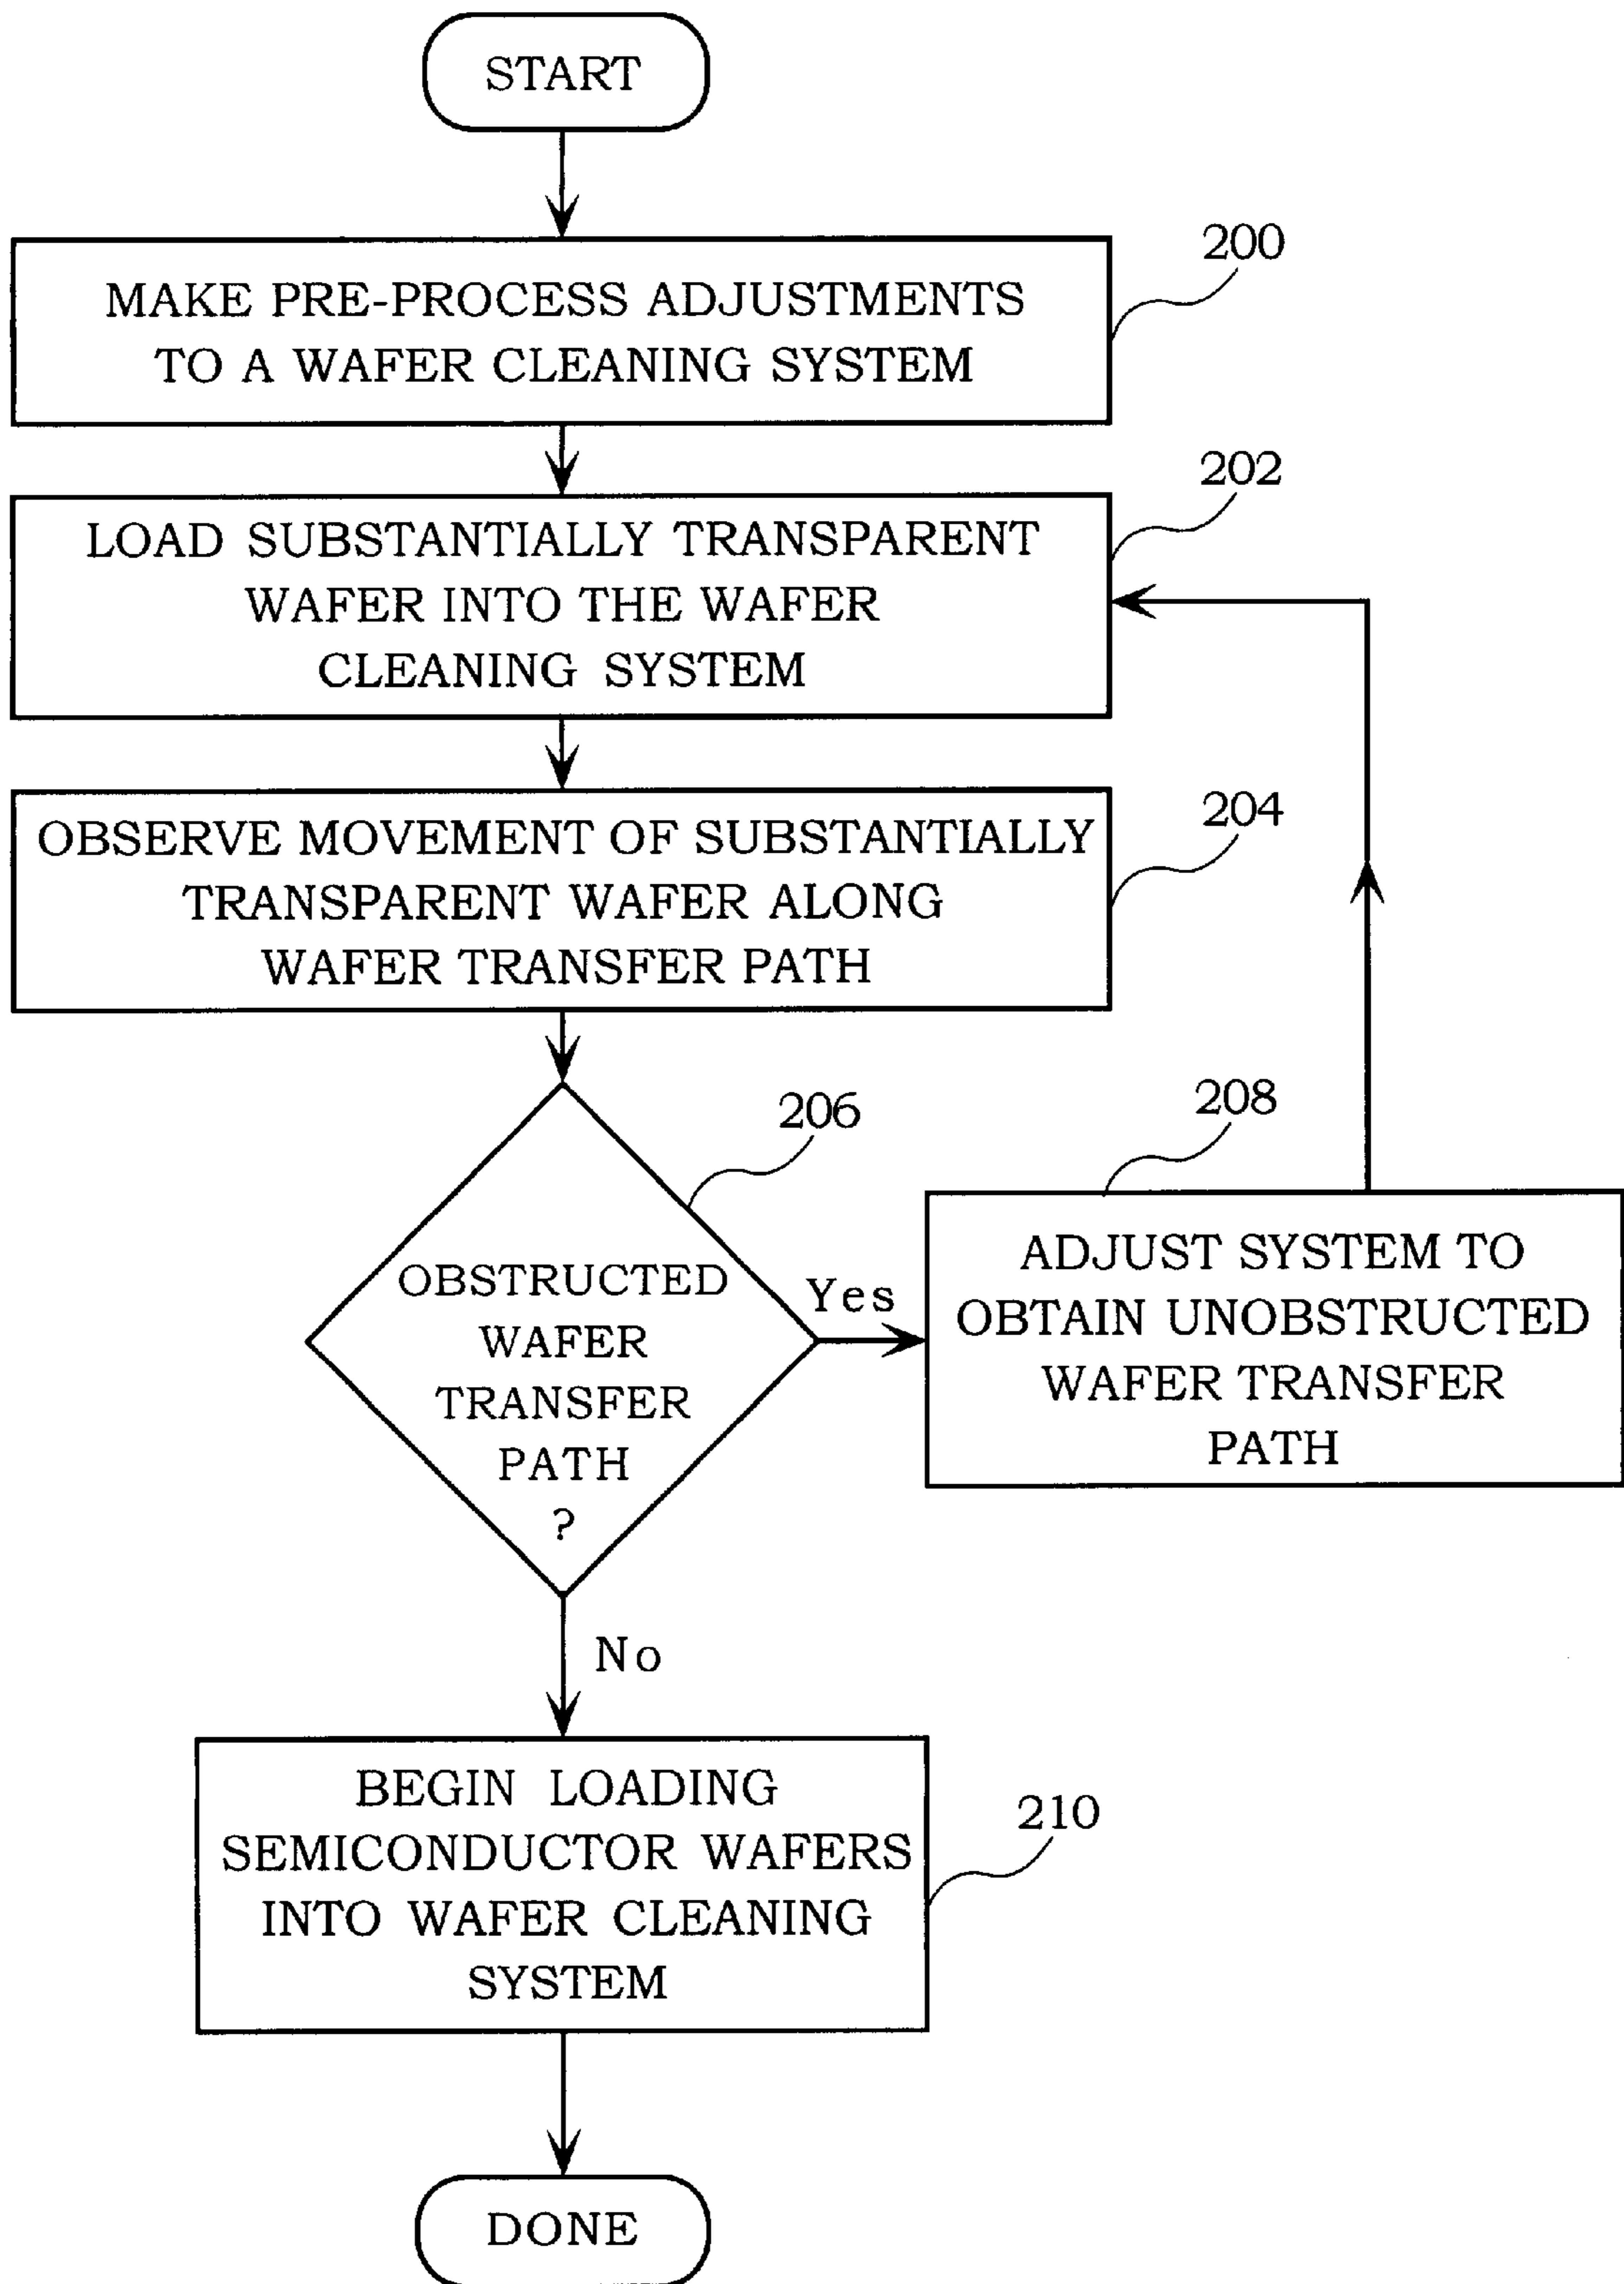 START
200
MAKE PRE-PROCESS ADJUSTMENTS
TO A WAFER CLEANING SYSTEM
202
LOAD SUBSTANTIALLY TRANSPARENT
WAFER INTO THE WAFER
CLEANING SYSTEM
204
OBSERVE MOVEMENT OF SUBSTANTIALLY
TRANSPARENT WAFER ALONG
WAFER TRANSFER PATH
206
OBSTRUCTED
WAFER
TRANSFER
PATH
?
Yes
208
ADJUST SYSTEM TO
OBTAIN UNOBSTRUCTED
WAFER TRANSFER
PATH
No
210
BEGIN LOADING
SEMICONDUCTOR WAFERS
INTO WAFER CLEANING
SYSTEM
DONE